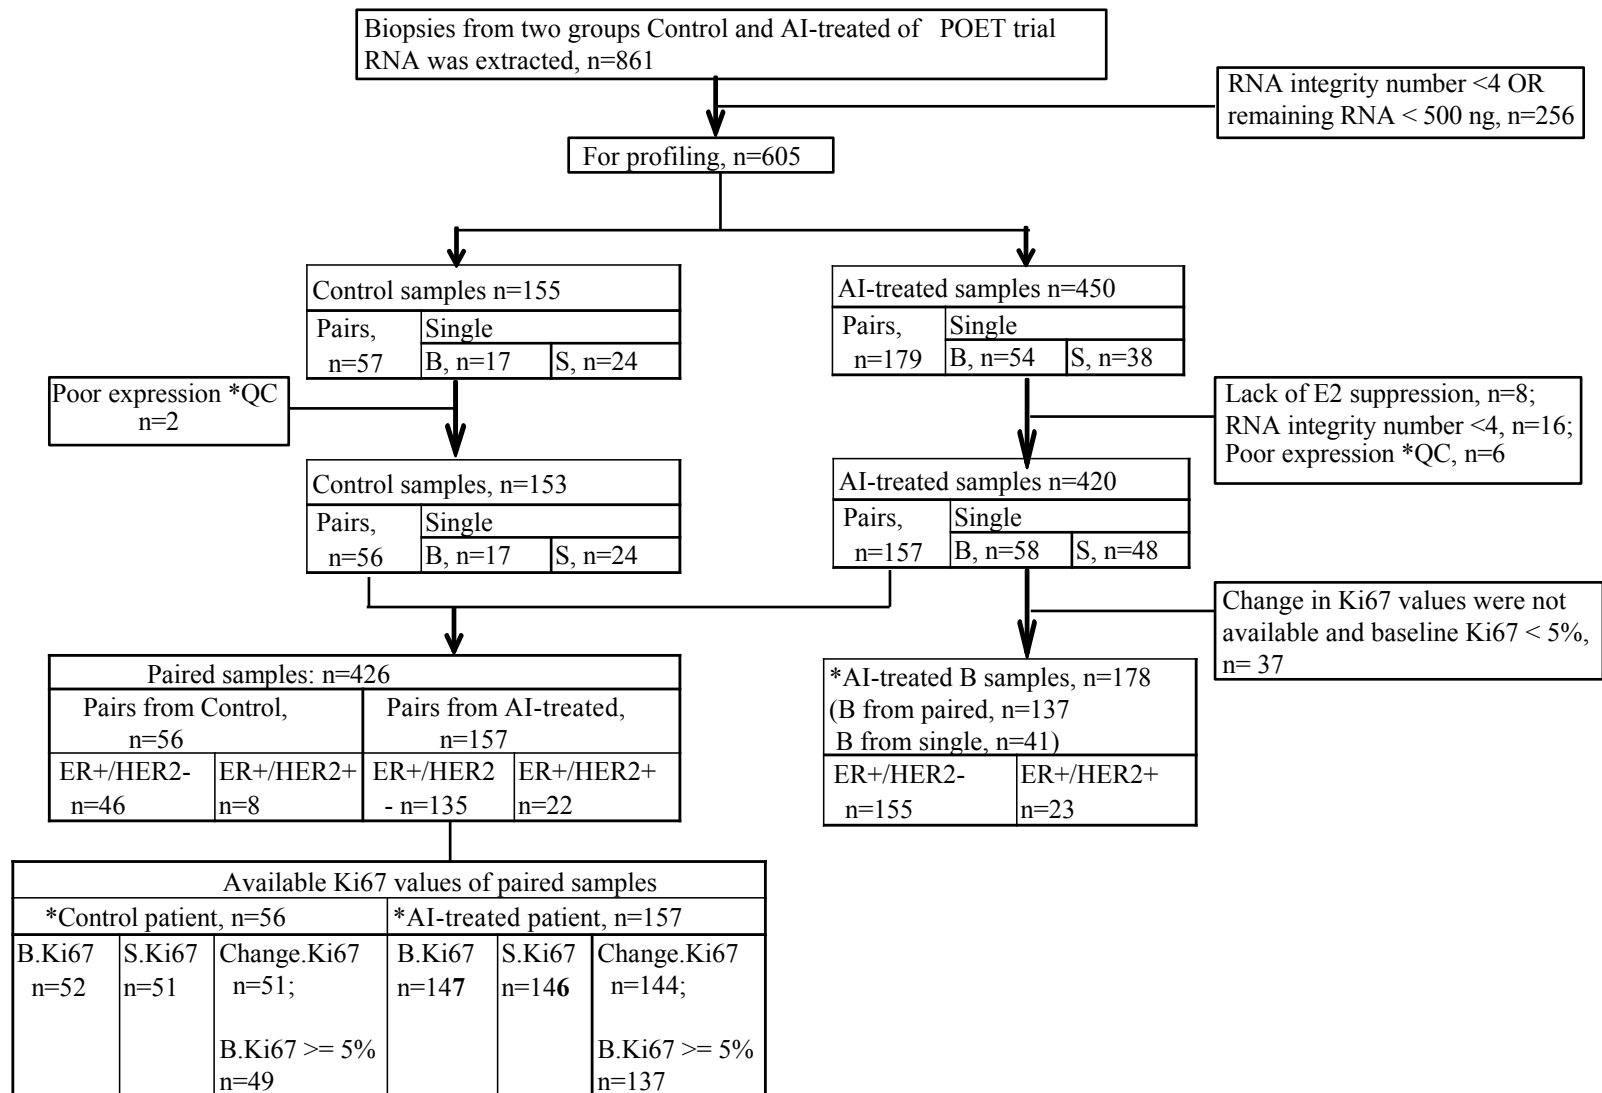 Biopsies from two groups Control and AI-treated of POET trial
RNA was extracted, n=861
RNA integrity number <4 OR
remaining RNA < 500 ng, n=256
For profiling, n=605
Control samples n=155
Pairs,
n=57
Single
B, n=17
S, n=24
AI-treated samples n=450
Pairs,
n=179
Single
B, n=54
S, n=38
Poor expression *QC
n=2
Lack of E2 suppression, n=8;
RNA integrity number <4, n=16;
Poor expression *QC, n=6
Control samples, n=153
Pairs,
n=56
Single
B, n=17
S, n=24
AI-treated samples n=420
Pairs,
n=157
Single
B, n=58
S, n=48
Change in Ki67 values were not
available and baseline Ki67 < 5%,
n= 37
Paired samples: n=426
Pairs from Control,
n=56
Pairs from AI-treated,
n=157
ER+/HER2-
n=46
ER+/HER2+
n=8
ER+/HER2
- n=135
ER+/HER2+
n=22
*AI-treated B samples, n=178
(B from paired, n=137
B from single, n=41)
ER+/HER2-
n=155
ER+/HER2+
n=23
Available Ki67 values of paired samples
*Control patient, n=56
*AI-treated patient, n=157
B.Ki67
n=52
S.Ki67
n=51
Change.Ki67
n=51;
B.Ki67 >= 5%
n=49
B.Ki67
n=147
S.Ki67
n=146
Change.Ki67
n=144;
B.Ki67 >= 5%
n=137